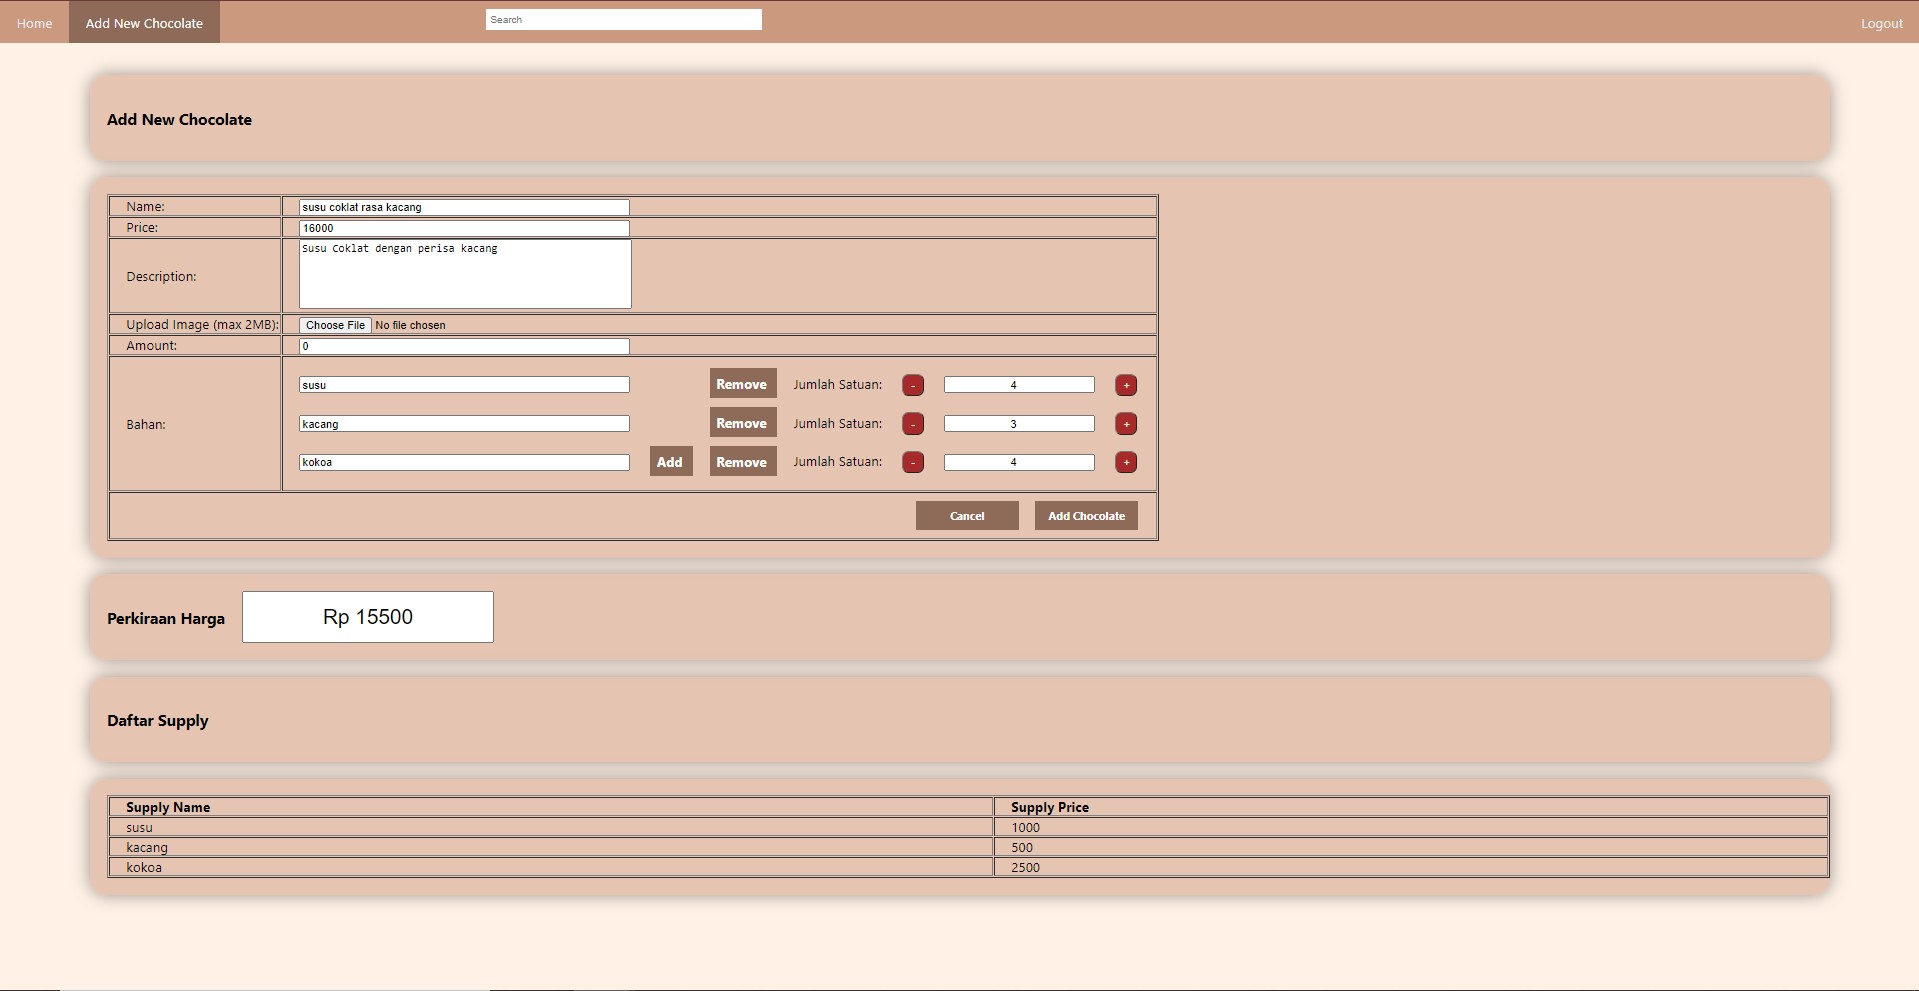 Home Add New Chocolate Search Logout
Add New Chocolate
Name: susu coklat rasa kacang
Price: 16000
Description: Susu Coklat dengan perisa kacang
Upload Image (max 2MB): Choose File No file chosen
Amount: 0
Bahan:
susu Remove Jumlah Satuan: - 4 +
kacang Remove Jumlah Satuan: - 3 +
kokoa Add Remove Jumlah Satuan: - 4 +
Cancel Add Chocolate
Perkiraan Harga Rp 15500
Daftar Supply
Supply Name Supply Price
susu 1000
kacang 500
kokoa 2500